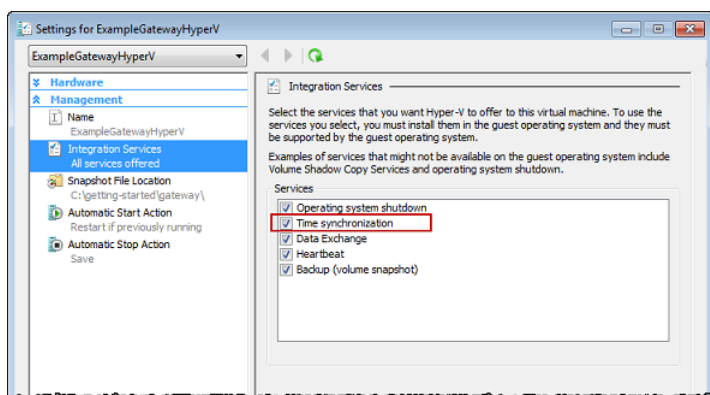 Settings for ExampleGatewayHyperV
ExampleGatewayHyperV
Hardware
Management
Name
ExampleGatewayHyperV
Integration Services
All services offered
Snapshot File Location
C:\getting-started\gateway\
Automatic Start Action
Restart if previously running
Automatic Stop Action
Save
Integration Services
Select the services that you want Hyper-V to offer to this virtual machine. To use the
services you select, you must install them in the guest operating system and they must
be supported by the guest operating system.
Examples of services that might not be available on the guest operating system include
Volume Shadow Copy Services and operating system shutdown.
Services
Operating system shutdown
Time synchronization
Data Exchange
Heartbeat
Backup (volume snapshot)